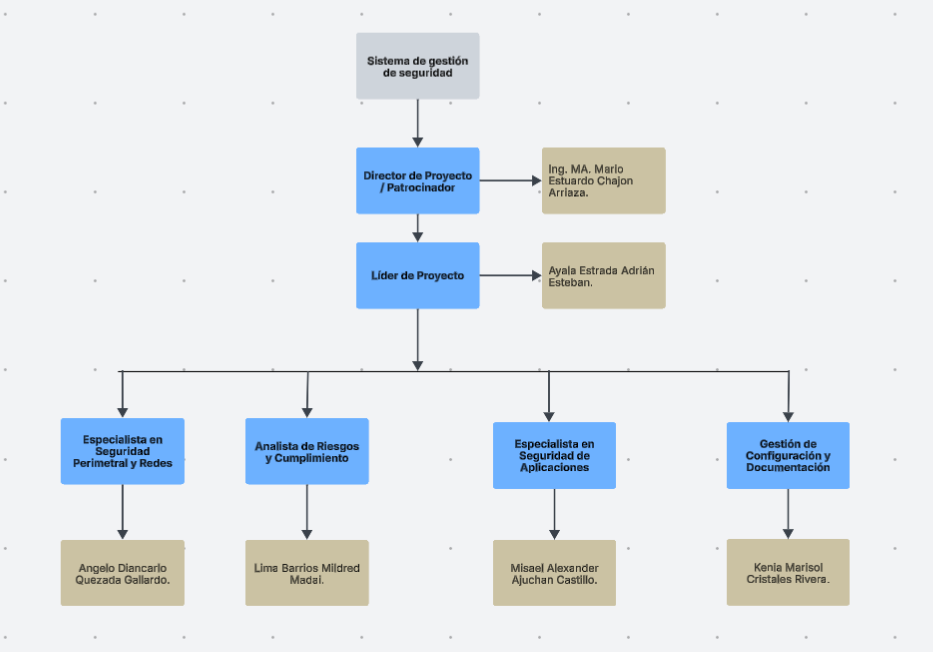 Sistema de gestión
de seguridad
Director de Proyecto
/ Patrocinador
Ing. MA. Mario
Estuardo Chajon
Arriaza.
Líder de Proyecto
Ayala Estrada Adrián
Esteban.
Especialista en
Seguridad
Perimetral y Redes
Analista de Riesgos
y Cumplimiento
Especialista en
Seguridad de
Aplicaciones
Gestión de
Configuración y
Documentación
Angelo Diancarlo
Quezada Gallardo.
Lima Barrios Mildred
Madai.
Misael Alexander
Ajuchan Castillo.
Kenia Marisol
Cristales Rivera.